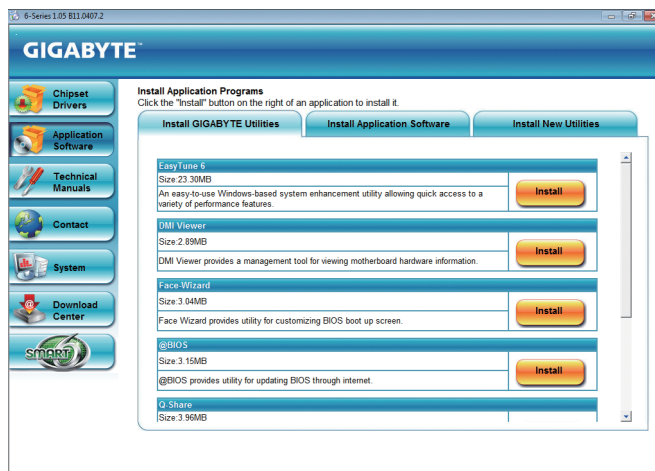 6-Series 1.05 B11.0407.2
GIGABYTE™
Chipset
Drivers
Application
Software
Technical
Manuals
Contact
System
Download
Center
SMART
Install Application Programs
Click the "Install" button on the right of an application to install it.
Install GIGABYTE Utilities
Install Application Software
Install New Utilities
EasyTune 6
Size:23.30MB
An easy-to-use Windows-based system enhancement utility allowing quick access to a
variety of performance features.
Install
DMI Viewer
Size:2.89MB
DMI Viewer provides a management tool for viewing motherboard hardware information.
Install
Face-Wizard
Size:3.04MB
Face Wizard provides utility for customizing BIOS boot up screen.
Install
@BIOS
Size:3.15MB
@BIOS provides utility for updating BIOS through internet.
Install
Q-Share
Size:3.96MB